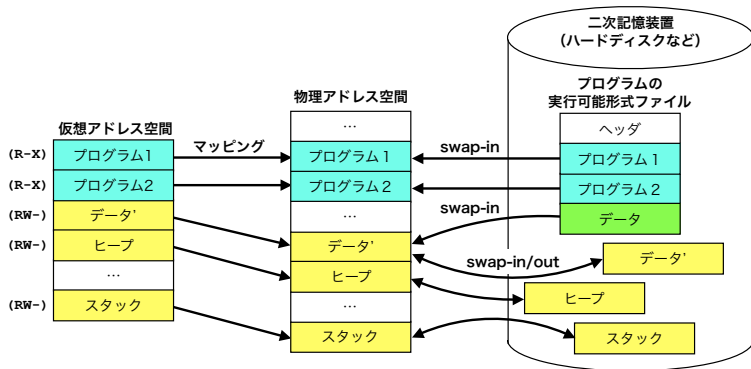 二次記憶装置
（ハードディスクなど）
プログラムの
実行可能形式ファイル
ヘッダ
プログラム１
プログラム２
データ
データ'
ヒープ
スタック
物理アドレス空間
…
プログラム１
プログラム２
…
データ'
ヒープ
…
スタック
仮想アドレス空間
(R-X) プログラム1
(R-X) プログラム2
(RW-) データ'
(RW-) ヒープ
…
(RW-) スタック
マッピング
swap-in
swap-in
swap-in/out